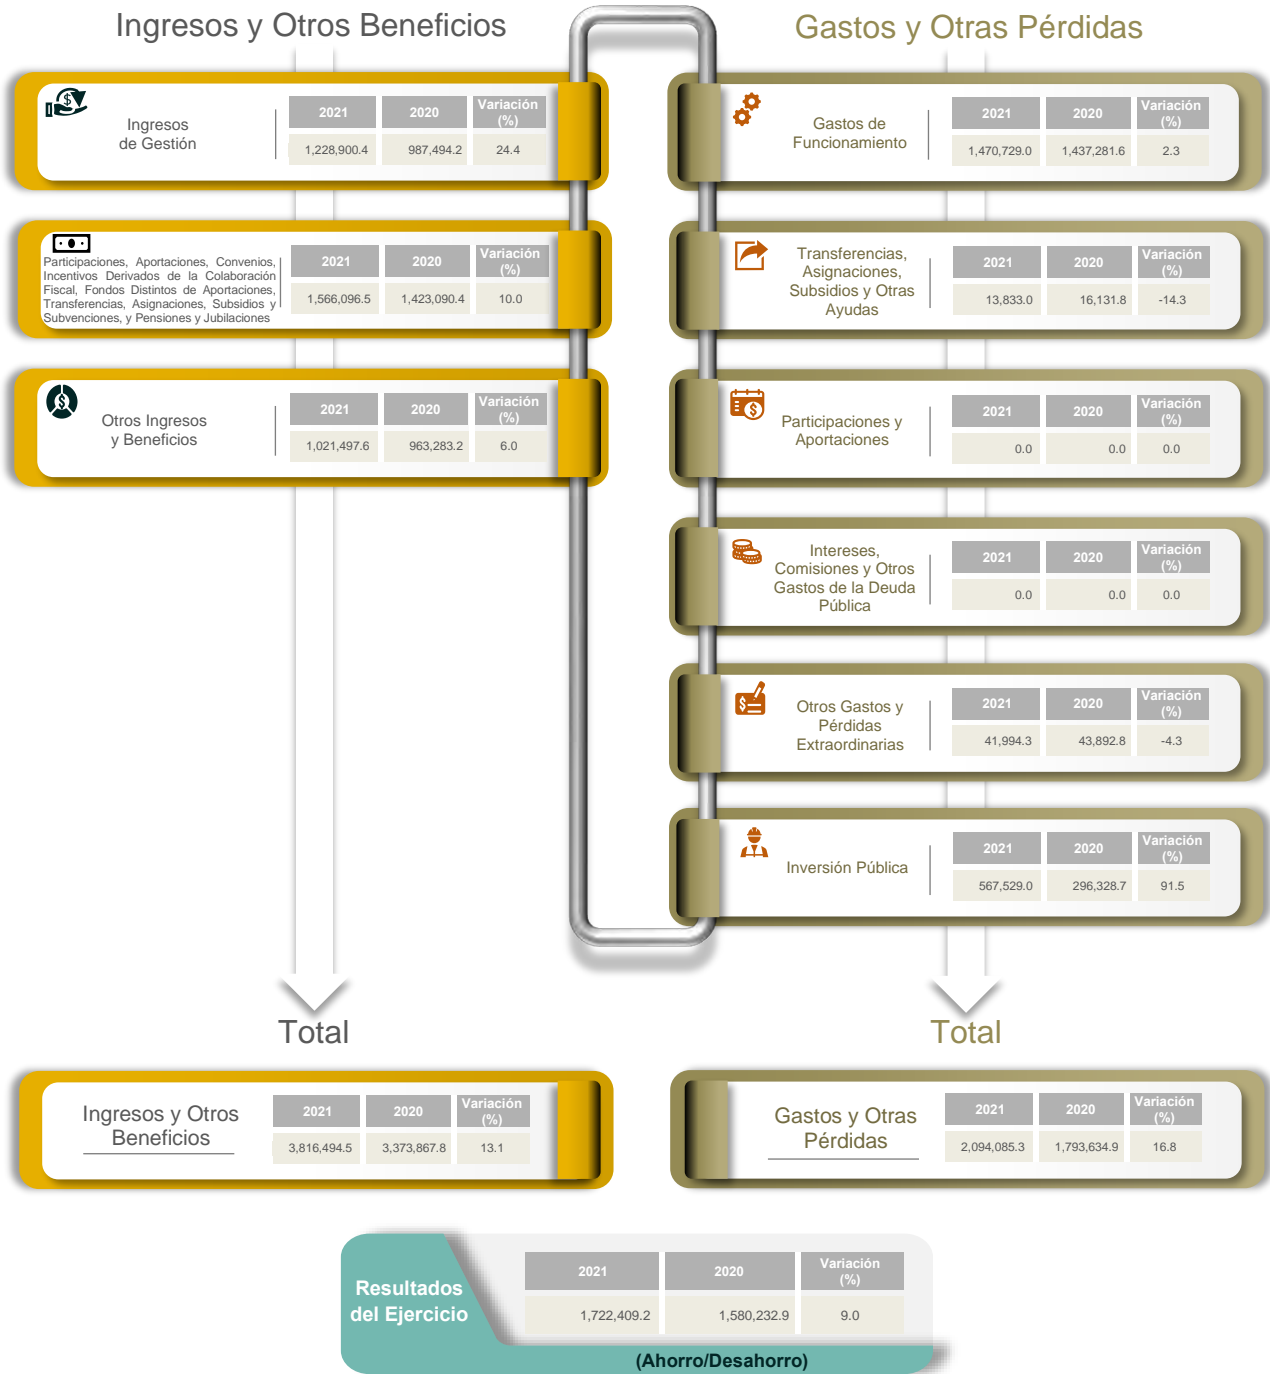 Ingresos y Otros Beneficios
Ingresos
de Gestión
2021 2020 Variación (%)
1,228,900.4 987,494.2 24.4
Participaciones, Aportaciones, Convenios,
Incentivos Derivados de la Colaboración
Fiscal, Fondos Distintos de Aportaciones,
Transferencias, Asignaciones, Subsidios y
Subvenciones, y Pensiones y Jubilaciones
2021 2020 Variación (%)
1,566,096.5 1,423,090.4 10.0
Otros Ingresos
y Beneficios
2021 2020 Variación (%)
1,021,497.6 963,283.2 6.0
Total
Ingresos y Otros
Beneficios
2021 2020 Variación (%)
3,816,494.5 3,373,867.8 13.1
Gastos y Otras Pérdidas
Gastos de
Funcionamiento
2021 2020 Variación (%)
1,470,729.0 1,437,281.6 2.3
Transferencias,
Asignaciones,
Subsidios y Otras
Ayudas
2021 2020 Variación (%)
13,833.0 16,131.8 -14.3
Participaciones y
Aportaciones
2021 2020 Variación (%)
0.0 0.0 0.0
Intereses,
Comisiones y Otros
Gastos de la Deuda
Pública
2021 2020 Variación (%)
0.0 0.0 0.0
Otros Gastos y
Pérdidas
Extraordinarias
2021 2020 Variación (%)
41,994.3 43,892.8 -4.3
Inversión Pública
2021 2020 Variación (%)
567,529.0 296,328.7 91.5
Total
Gastos y Otras
Pérdidas
2021 2020 Variación (%)
2,094,085.3 1,793,634.9 16.8
Resultados
del Ejercicio
2021 2020 Variación (%)
1,722,409.2 1,580,232.9 9.0
(Ahorro/Desahorro)